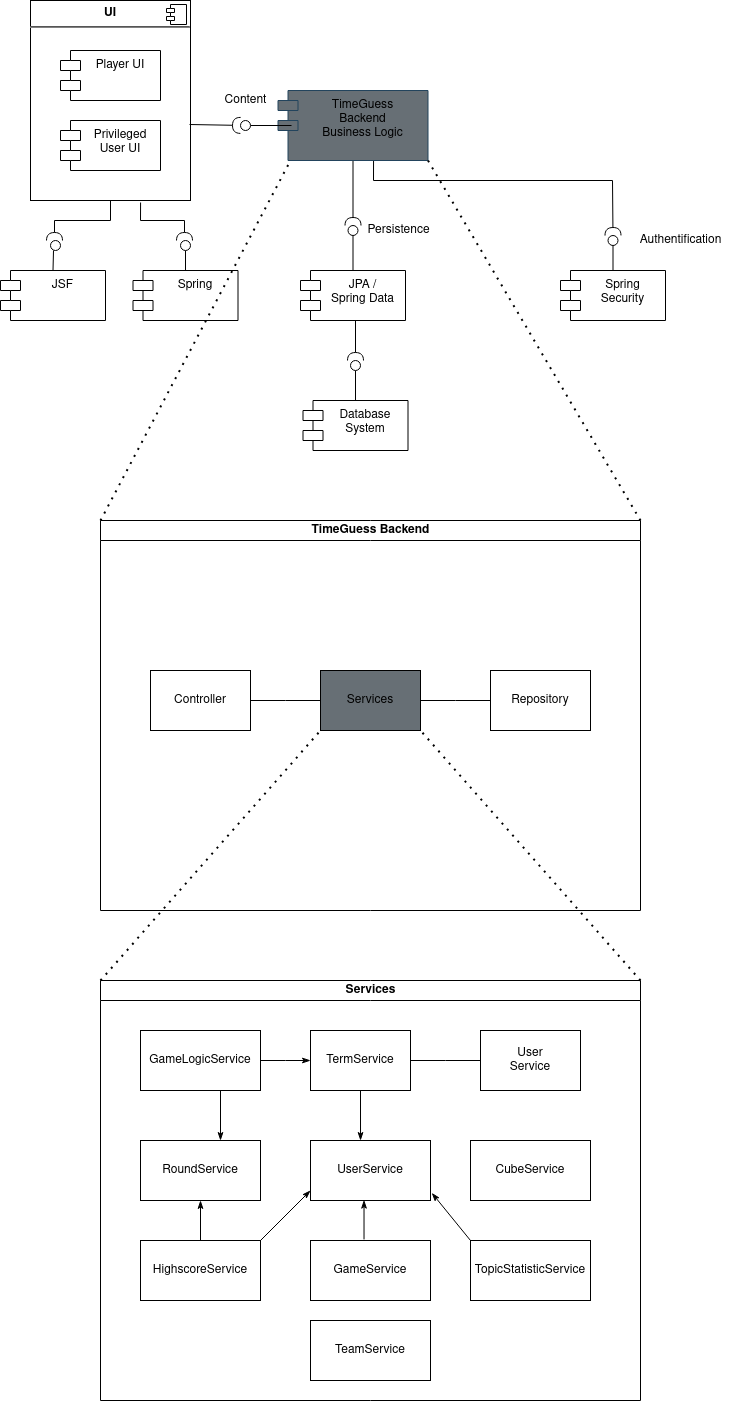 UI
Player UI
Privileged
User UI
Content
TimeGuess
Backend
Business Logic
Persistence
Authentification
JSF
Spring
JPA /
Spring Data
Spring
Security
Database
System
TimeGuess Backend
Controller
Services
Repository
Services
GameLogicService
TermService
User
Service
RoundService
UserService
CubeService
HighscoreService
GameService
TopicStatisticService
TeamService